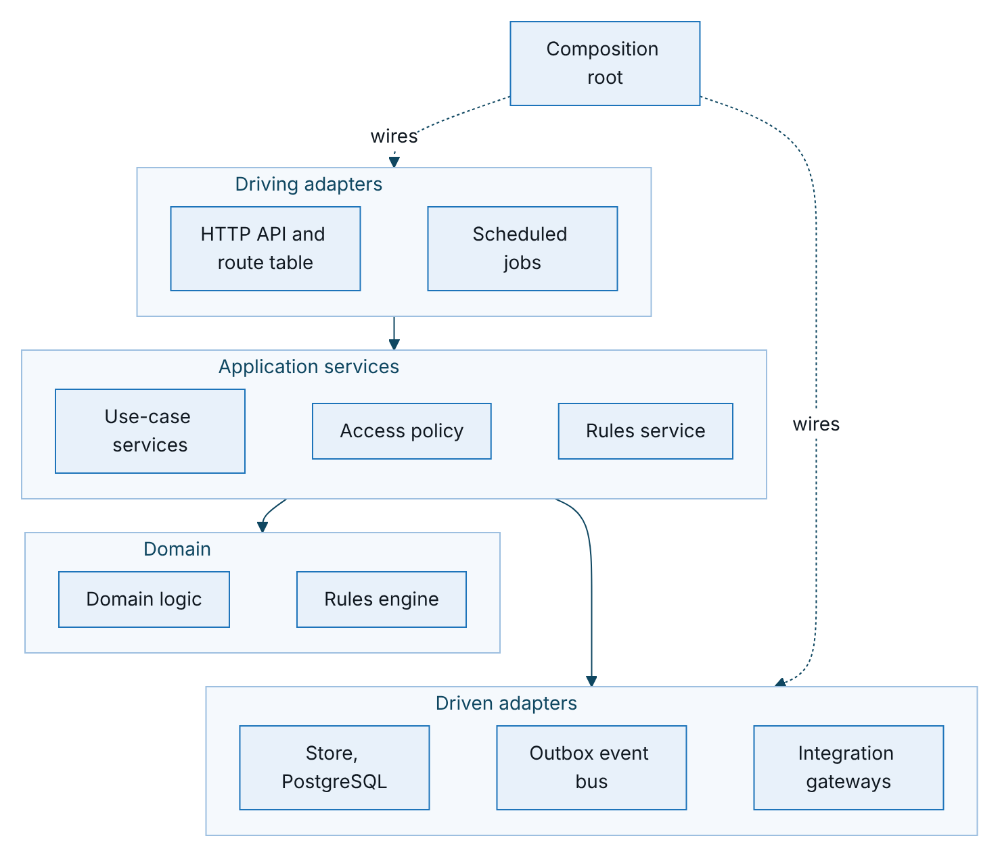 Composition
root
wires
Driving adapters
HTTP API and
route table
Scheduled
jobs
Application services
Use-case
services
Access policy
Rules service
wires
Domain
Domain logic
Rules engine
Driven adapters
Store,
PostgreSQL
Outbox event
bus
Integration
gateways